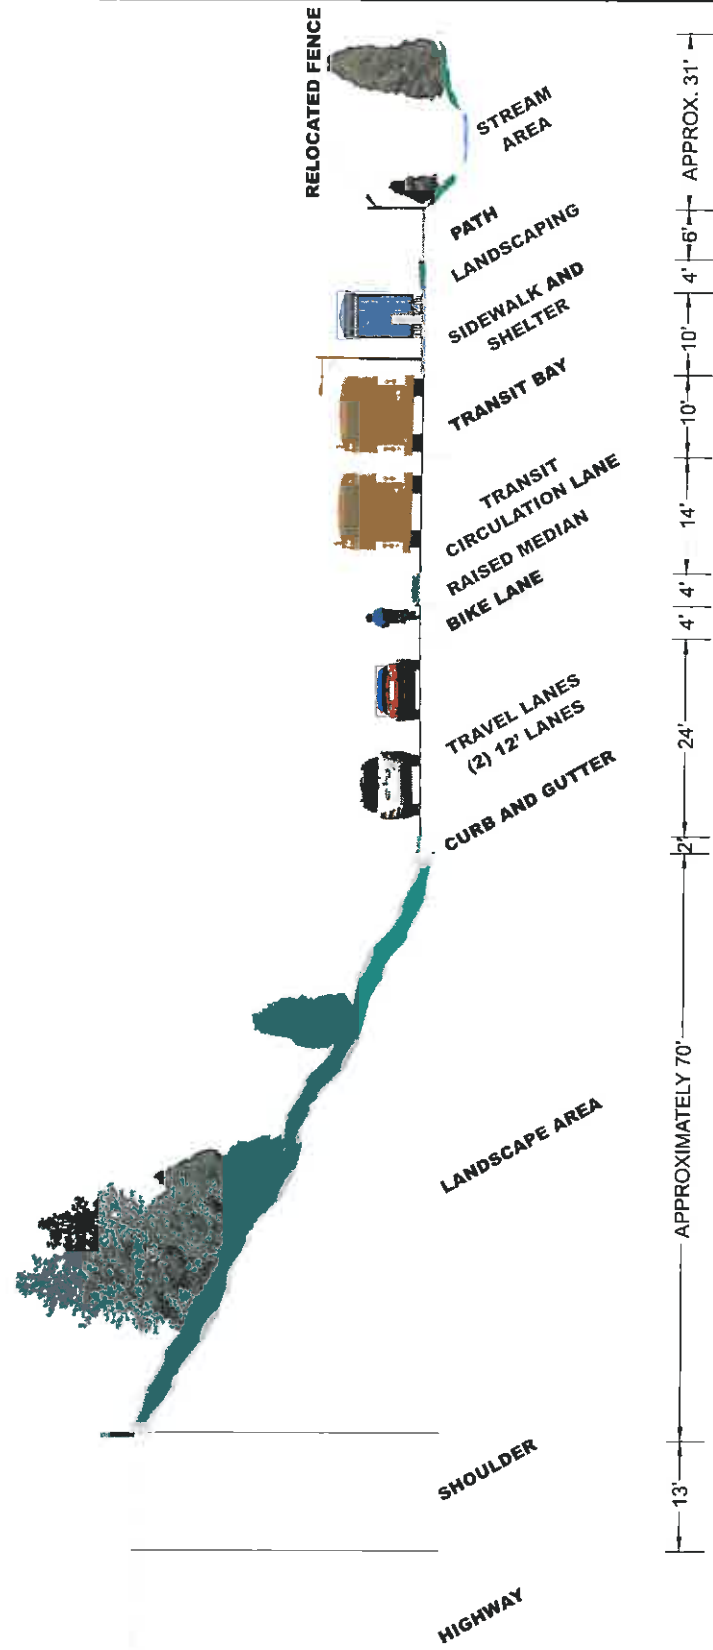 RELOCATED FENCE
STREAM
AREA
PATH
LANDSCAPING
SIDEWALK AND
SHELTER
TRANSIT BAY
TRANSIT
CIRCULATION LANE
RAISED MEDIAN
BIKE LANE
TRAVEL LANES
(2) 12' LANES
CURB AND GUTTER
LANDSCAPE AREA
SHOULDER
HIGHWAY
APPROX. 31'
6'
4'
10'
10'
14'
4'
4'
24'
2'
APPROXIMATELY 70'
13'